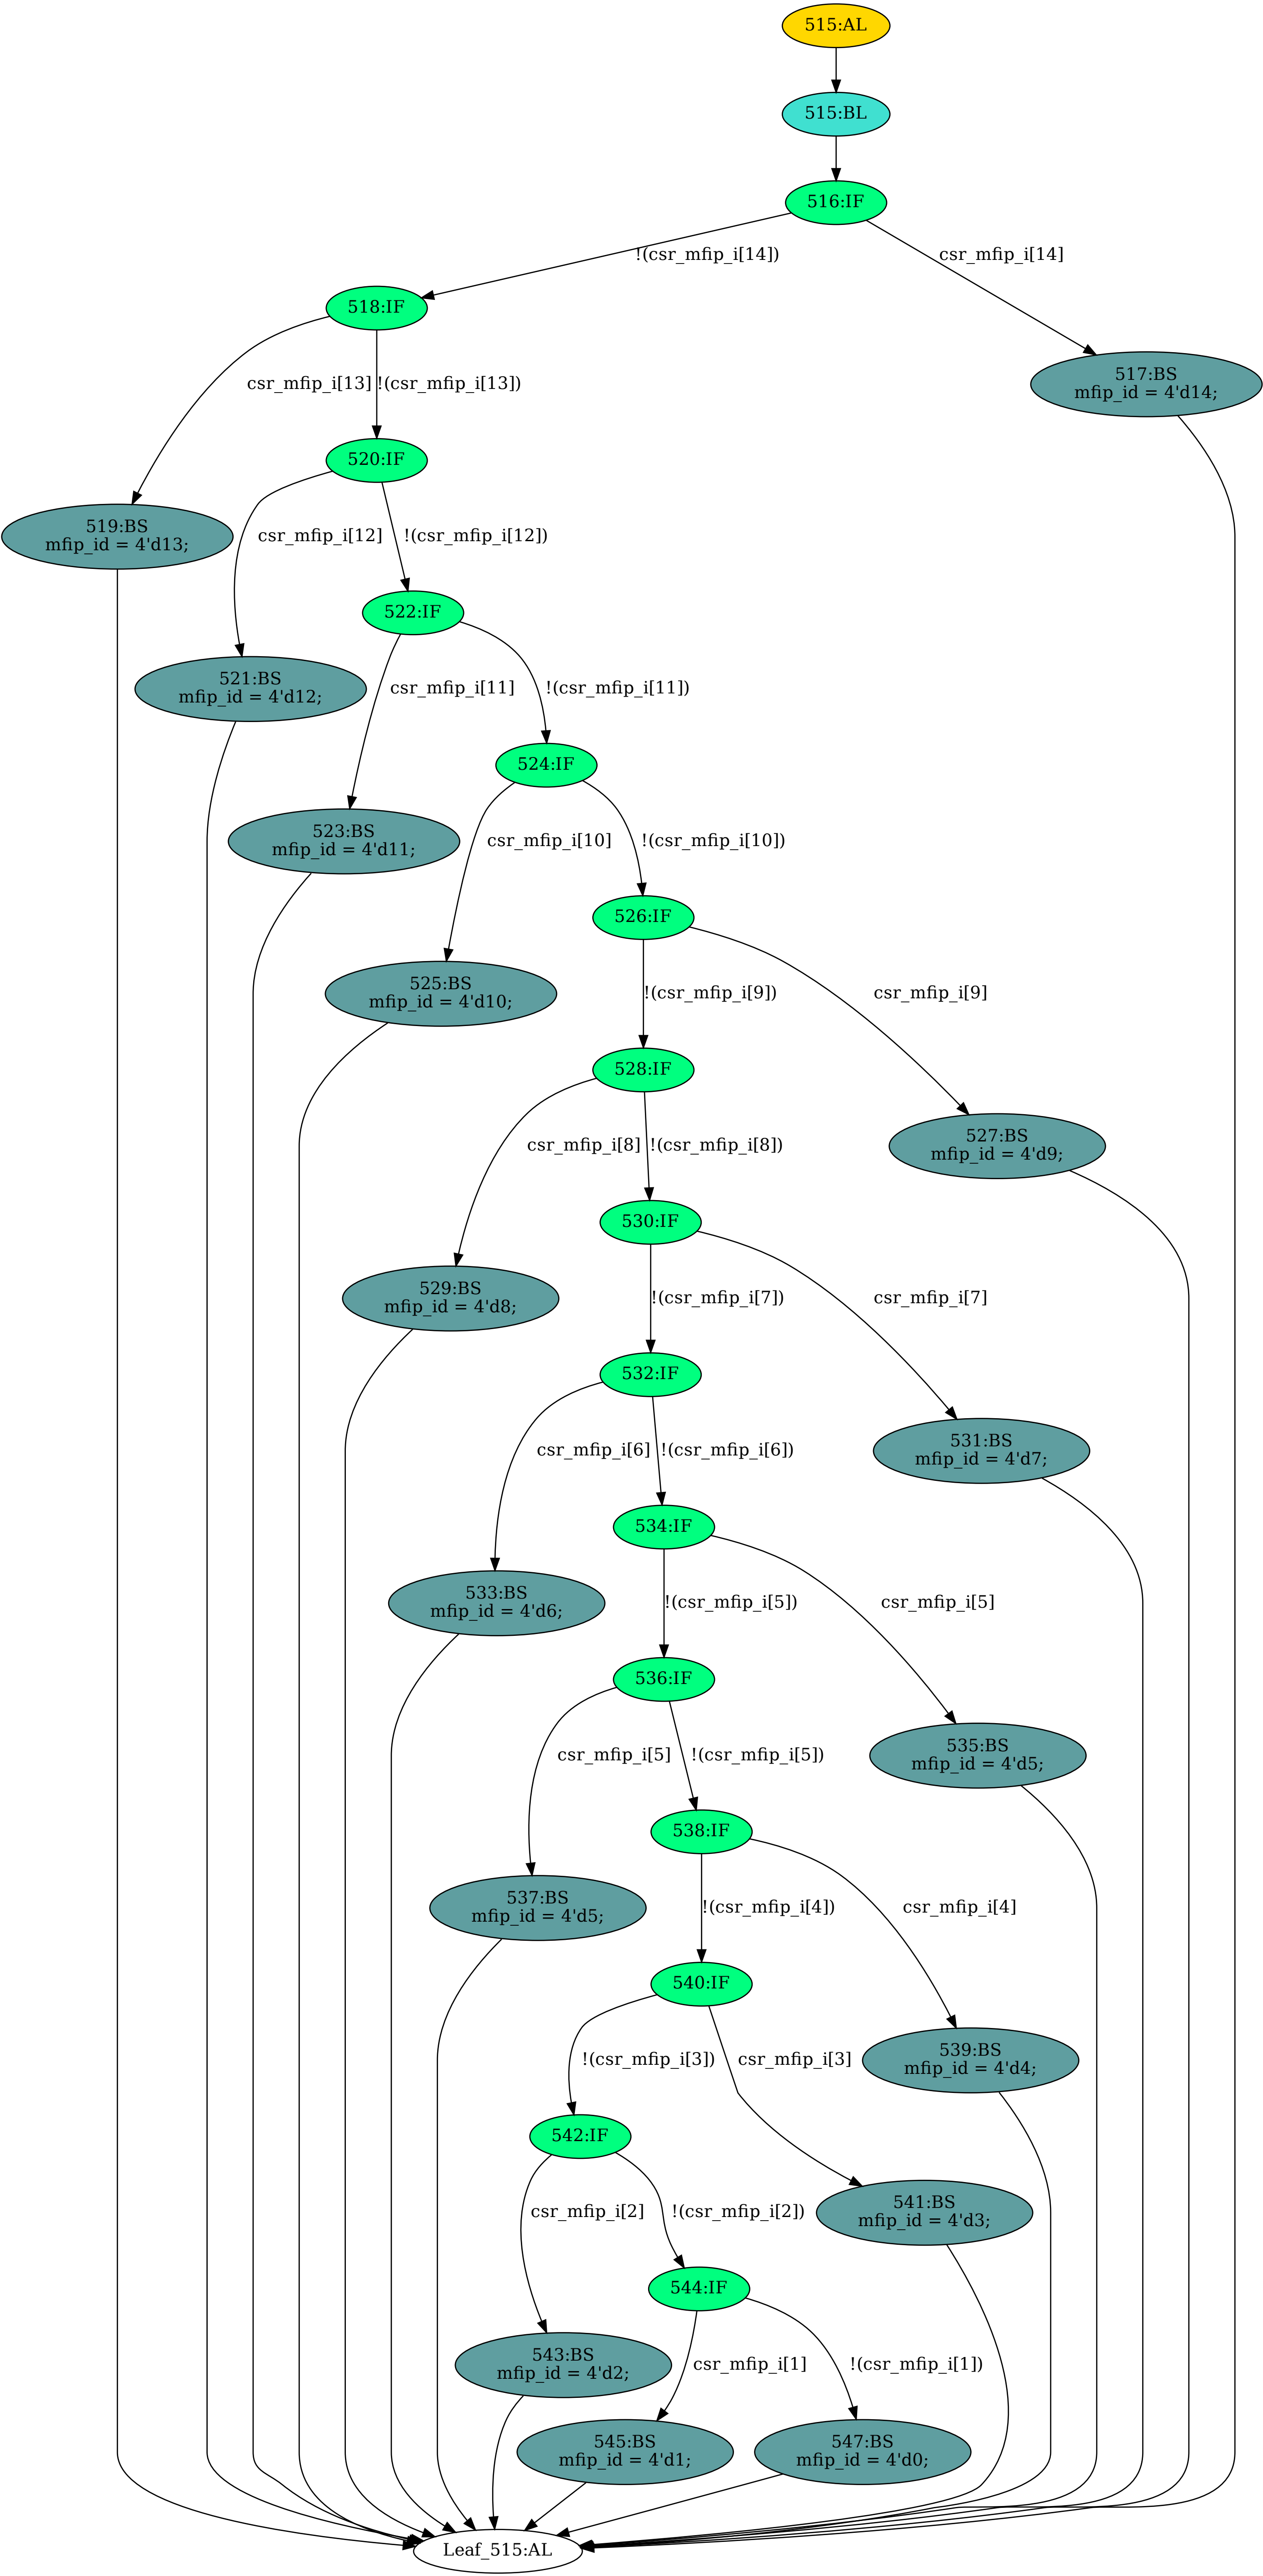 515:AL
515:BL
516:IF
!(csr_mfip_i[14])
csr_mfip_i[14]
518:IF
517:BS
mfip_id = 4'd14;
csr_mfip_i[13]
!(csr_mfip_i[13])
520:IF
519:BS
mfip_id = 4'd13;
csr_mfip_i[12]
!(csr_mfip_i[12])
522:IF
521:BS
mfip_id = 4'd12;
csr_mfip_i[11]
!(csr_mfip_i[11])
524:IF
523:BS
mfip_id = 4'd11;
csr_mfip_i[10]
!(csr_mfip_i[10])
526:IF
525:BS
mfip_id = 4'd10;
!(csr_mfip_i[9])
csr_mfip_i[9]
528:IF
527:BS
mfip_id = 4'd9;
csr_mfip_i[8]
!(csr_mfip_i[8])
530:IF
529:BS
mfip_id = 4'd8;
!(csr_mfip_i[7])
csr_mfip_i[7]
532:IF
531:BS
mfip_id = 4'd7;
csr_mfip_i[6]
!(csr_mfip_i[6])
534:IF
533:BS
mfip_id = 4'd6;
!(csr_mfip_i[5])
csr_mfip_i[5]
536:IF
535:BS
mfip_id = 4'd5;
csr_mfip_i[5]
!(csr_mfip_i[5])
538:IF
537:BS
mfip_id = 4'd5;
!(csr_mfip_i[4])
csr_mfip_i[4]
540:IF
539:BS
mfip_id = 4'd4;
!(csr_mfip_i[3])
csr_mfip_i[3]
542:IF
541:BS
mfip_id = 4'd3;
csr_mfip_i[2]
!(csr_mfip_i[2])
544:IF
543:BS
mfip_id = 4'd2;
csr_mfip_i[1]
!(csr_mfip_i[1])
545:BS
mfip_id = 4'd1;
547:BS
mfip_id = 4'd0;
Leaf_515:AL